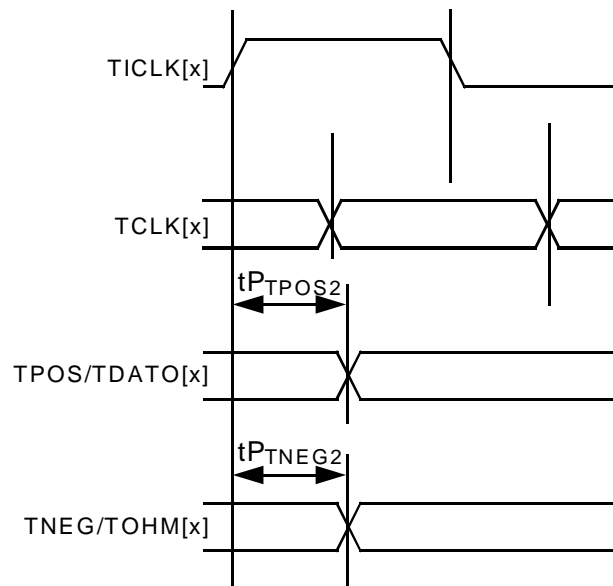 TICLK[x]
TCLK[x]
tPTPOS2
TPOS/TDATO[x]
tPTNEG2
TNEG/TOHM[x]